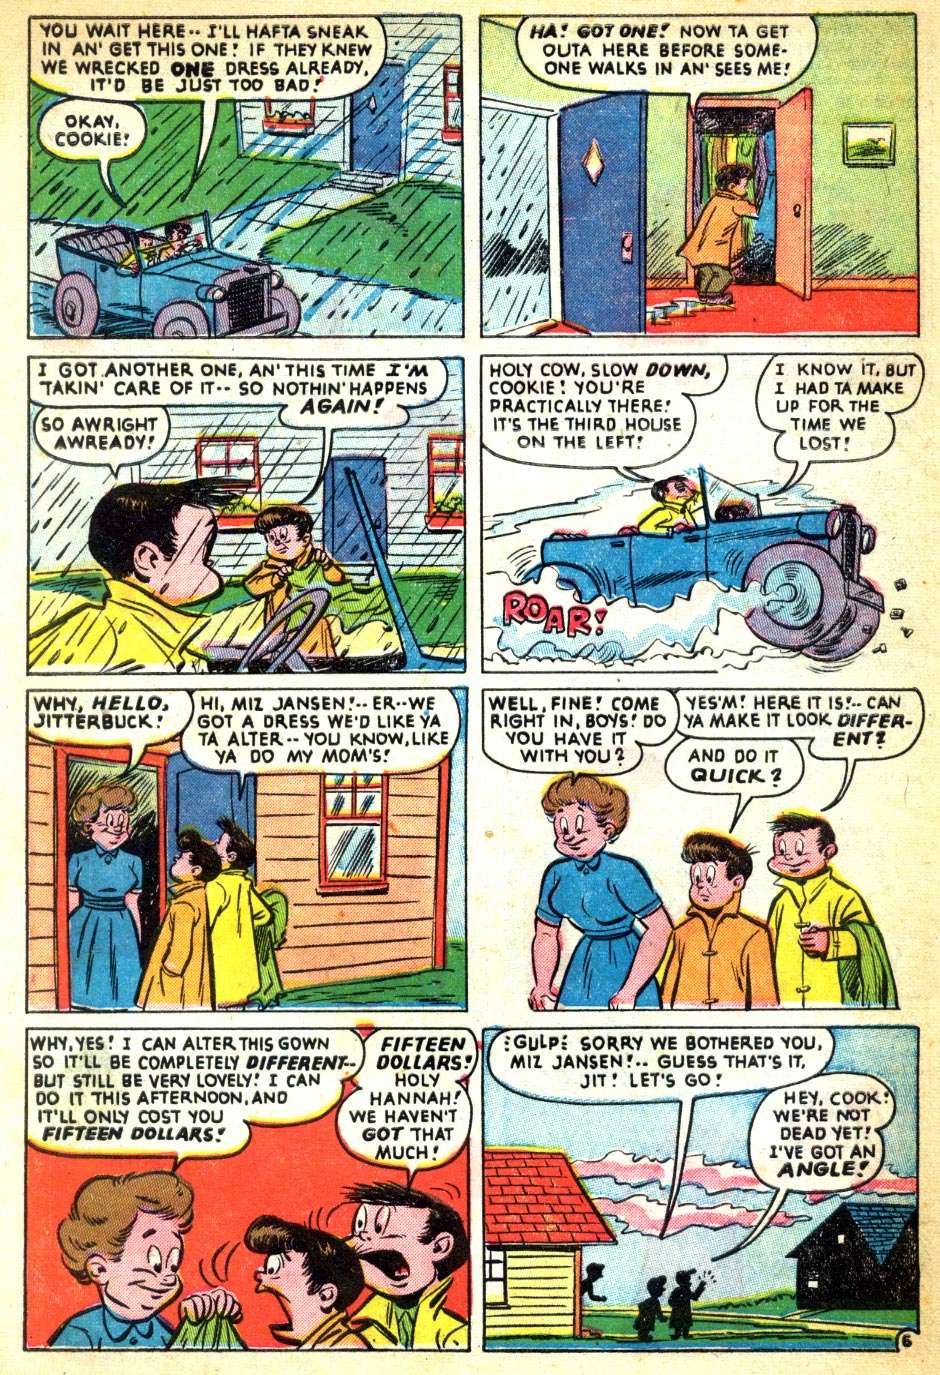 YOU WAIT HERE-- I'LL HAFTA SNEAK
IN AN' GET THIS ONE! IF THEY KNEW
WE WRECKED ONE DRESS ALREADY,
IT'D BE JUST TOO BAD!
OKAY,
COOKIE!
HA! GOT ONE! NOW TA GET
OUTA HERE BEFORE SOME-
ONE WALKS IN AN' SEES ME!
I GOT ANOTHER ONE, AN' THIS TIME I'M
TAKIN' CARE OF IT-- SO NOTHIN' HAPPENS
AGAIN!
SO AWRIGHT
AWREADY!
HOLY COW, SLOW DOWN,
COOKIE! YOU'RE
PRACTICALLY THERE!
IT'S THE THIRD HOUSE
ON THE LEFT!
I KNOW IT, BUT
I HAD TA MAKE
UP FOR THE
TIME WE
LOST!
ROAR!
WHY, HELLO,
JITTERBUCK!
HI, MIZ JANSEN!-- ER--WE
GOT A DRESS WE'D LIKE YA
TA ALTER-- YOU KNOW, LIKE
YA DO MY MOM'S!
WELL, FINE! COME
RIGHT IN, BOYS! DO
YOU HAVE IT
WITH YOU?
YES'M! HERE IT IS!-- CAN
YA MAKE IT LOOK DIFFER-
ENT?
AND DO IT
QUICK?
WHY, YES! I CAN ALTER THIS GOWN
SO IT'LL BE COMPLETELY DIFFERENT--
BUT STILL BE VERY LOVELY! I CAN
DO IT THIS AFTERNOON, AND
IT'LL ONLY COST YOU
FIFTEEN DOLLARS!
FIFTEEN
DOLLARS!
HOLY
HANNAH!
WE HAVEN'T
GOT THAT
MUCH!
:GULP: SORRY WE BOTHERED YOU,
MIZ JANSEN!-- GUESS THAT'S IT,
JIT! LET'S GO!
HEY, COOK!
WE'RE NOT
DEAD YET!
I'VE GOT AN
ANGLE!
6